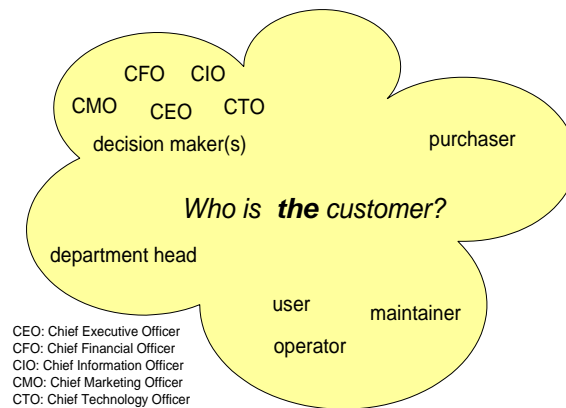 CFO CIO
CMO CEO CTO
decision maker(s)
purchaser
Who is the customer?
department head
user
maintainer
operator
CEO: Chief Executive Officer
CFO: Chief Financial Officer
CIO: Chief Information Officer
CMO: Chief Marketing Officer
CTO: Chief Technology Officer